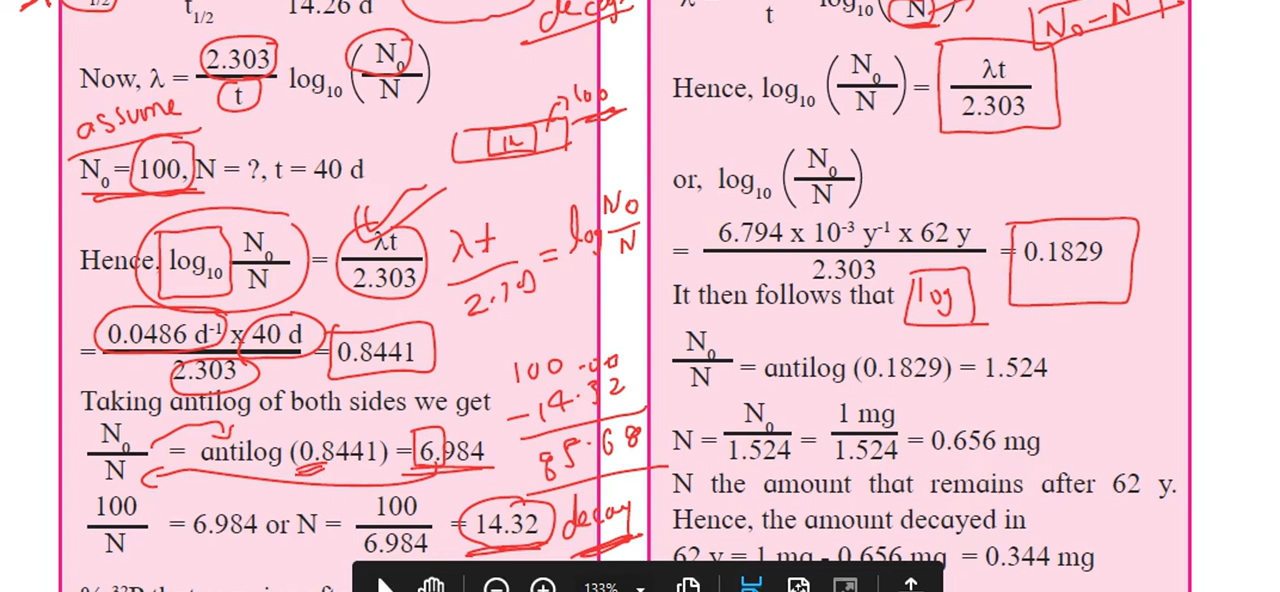 t 1/2 14.26 d
Now, λ = 2.303 / t log₁₀ (N₀ / N)
assume
100
N₀ = 100, N = ?, t = 40 d
Hence, log₁₀ N₀ / N = λt / 2.303
λt / 2.70 = log N₀ / N
= 0.0486 d⁻¹ x 40 d / 2.303 = 0.8441
Taking antilog of both sides we get
100.00
-14.32
85.68
N₀ / N = antilog (0.8441) = 6.984
100 / N = 6.984 or N = 100 / 6.984 = 14.32
decay
t log₁₀ (N)
N₀ - N
Hence, log₁₀ (N₀ / N) = λt / 2.303
or, log₁₀ (N₀ / N)
= 6.794 x 10⁻³ y⁻¹ x 62 y / 2.303 = 0.1829
It then follows that
log
N₀ / N = antilog (0.1829) = 1.524
N = N₀ / 1.524 = 1 mg / 1.524 = 0.656 mg
N the amount that remains after 62 y.
Hence, the amount decayed in
62 y = 1 mg - 0.656 mg = 0.344 mg
133%